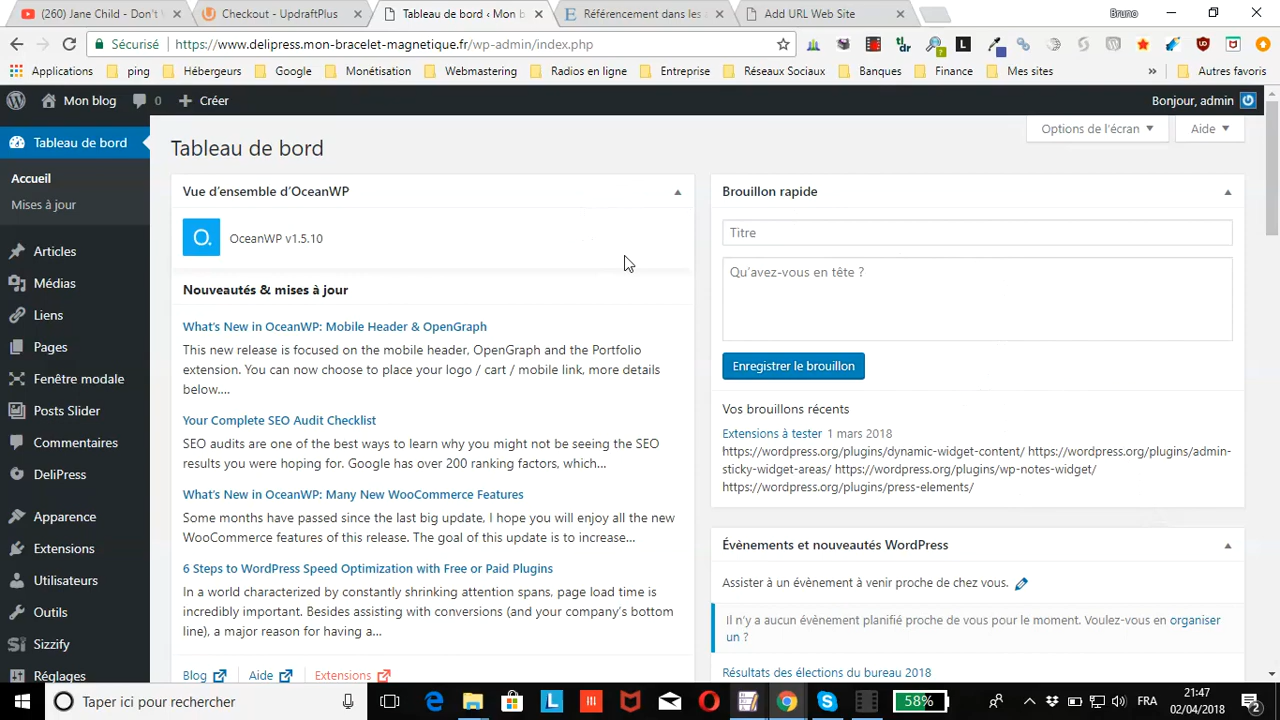 (260) Jane Child - Don't
Checkout - UpdraftPlus
Tableau de bord ‹ Mon b
Référencement dans les
Add URL Web Site
Bruno
Sécurisé
https://www.delipress.mon-bracelet-magnetique.fr/wp-admin/index.php
Applications
ping
Hébergeurs
Google
Monétisation
Webmastering
Radios en ligne
Entreprise
Réseaux Sociaux
Banques
Finance
Mes sites
»
Autres favoris
Mon blog
0
Créer
Bonjour, admin
Tableau de bord
Accueil
Mises à jour
Articles
Médias
Liens
Pages
Fenêtre modale
Posts Slider
Commentaires
DeliPress
Apparence
Extensions
Utilisateurs
Outils
Sizzify
Réglages
Options de l'écran
Aide
Tableau de bord
Vue d'ensemble d'OceanWP
O.
OceanWP v1.5.10
Nouveautés & mises à jour
What's New in OceanWP: Mobile Header & OpenGraph
This new release is focused on the mobile header, OpenGraph and the Portfolio
extension. You can now choose to place your logo / cart / mobile link, more details
below....
Your Complete SEO Audit Checklist
SEO audits are one of the best ways to learn why you might not be seeing the SEO
results you were hoping for. Google has over 200 ranking factors, which...
What's New in OceanWP: Many New WooCommerce Features
Some months have passed since the last big update, I hope you will enjoy all the new
WooCommerce features of this release. The goal of this update is to increase...
6 Steps to WordPress Speed Optimization with Free or Paid Plugins
In a world characterized by constantly shrinking attention spans, page load time is
incredibly important. Besides assisting with conversions (and your company's bottom
line), a major reason for having a...
Blog
Aide
Extensions
Brouillon rapide
Titre
Qu'avez-vous en tête ?
Enregistrer le brouillon
Vos brouillons récents
Extensions à tester 1 mars 2018
https://wordpress.org/plugins/dynamic-widget-content/ https://wordpress.org/plugins/admin-
sticky-widget-areas/ https://wordpress.org/plugins/wp-notes-widget/
https://wordpress.org/plugins/press-elements/
Évènements et nouveautés WordPress
Assister à un évènement à venir proche de chez vous.
Il n'y a aucun évènement planifié proche de vous pour le moment. Voulez-vous en organiser
un ?
Résultats des élections du bureau 2018
Taper ici pour rechercher
58%
FRA
21:47
02/04/2018
2